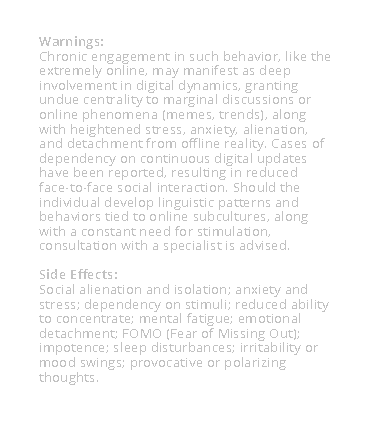 Warnings:
Chronic engagement in such behavior, like the
extremely online, may manifest as deep
involvement in digital dynamics, granting
undue centrality to marginal discussions or
online phenomena (memes, trends), along
with heightened stress, anxiety, alienation,
and detachment from offline reality. Cases of
dependency on continuous digital updates
have been reported, resulting in reduced
face-to-face social interaction. Should the
individual develop linguistic patterns and
behaviors tied to online subcultures, along
with a constant need for stimulation,
consultation with a specialist is advised.
Side Effects:
Social alienation and isolation; anxiety and
stress; dependency on stimuli; reduced ability
to concentrate; mental fatigue; emotional
detachment; FOMO (Fear of Missing Out);
impotence; sleep disturbances; irritability or
mood swings; provocative or polarizing
thoughts.